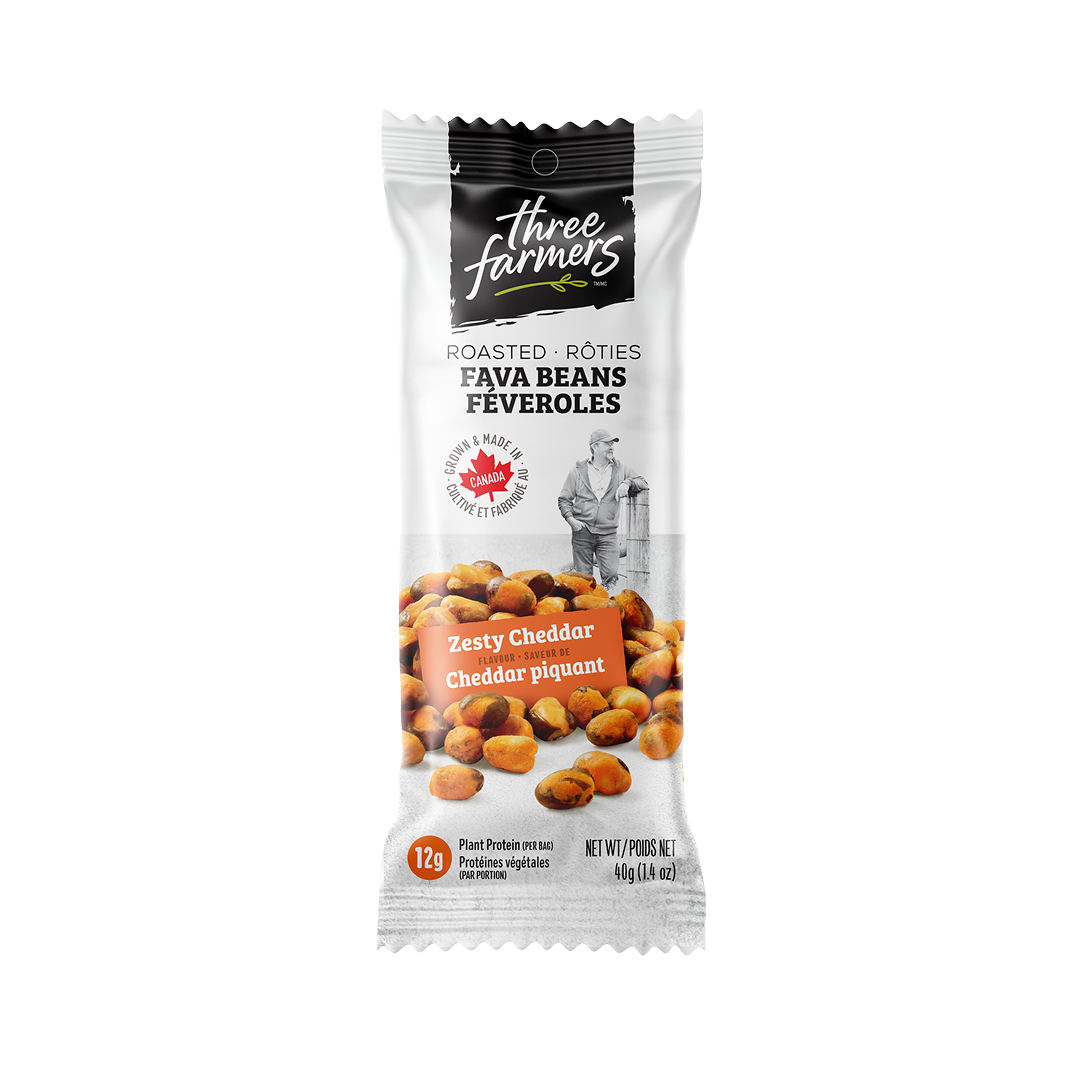 three
farmers
TM/MC
ROASTED · RÔTIES
FAVA BEANS
FÉVEROLES
· GROWN & MADE IN ·
CANADA
CULTIVÉ ET FABRIQUÉ AU
Zesty Cheddar
FLAVOUR · SAVEUR DE
Cheddar piquant
12g
Plant Protein (PER BAG)
Protéines végétales
(PAR PORTION)
NET WT/POIDS NET
40g (1.4 oz)